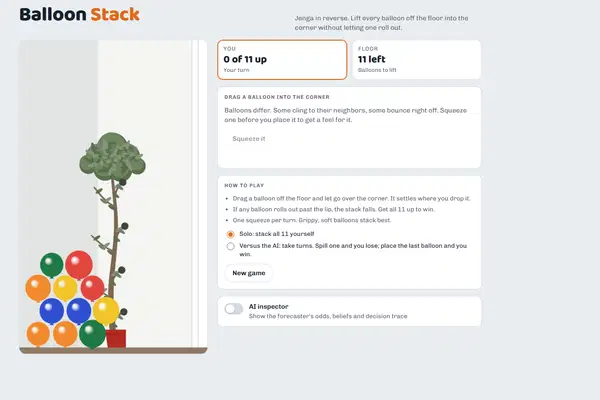 Balloon Stack
Jenga in reverse. Lift every balloon off the floor into the
corner without letting one roll out.
YOU
0 of 11 up
Your turn
FLOOR
11 left
Balloons to lift
DRAG A BALLOON INTO THE CORNER
Balloons differ. Some cling to their neighbors, some bounce right off. Squeeze
one before you place it to get a feel for it.
Squeeze it
HOW TO PLAY
• Drag a balloon off the floor and let go over the corner. It settles where you drop it.
• If any balloon rolls out past the lip, the stack falls. Get all 11 up to win.
• One squeeze per turn. Grippy, soft balloons stack best.
Solo: stack all 11 yourself
Versus the AI: take turns. Spill one and you lose; place the last balloon and you
win.
New game
AI inspector
Show the forecaster's odds, beliefs and decision trace